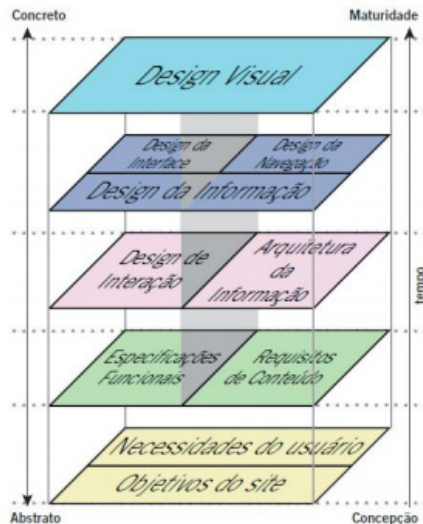 Concreto
Maturidade
Design Visual
Design da
Interface
Design da
Navegação
Design da Informação
Design de
Interação
Arquitetura
da
Informação
tempo
Especificações
Funcionais
Requisitos
de Conteúdo
Necessidades do usuário
Objetivos do site
Abstrato
Concepção